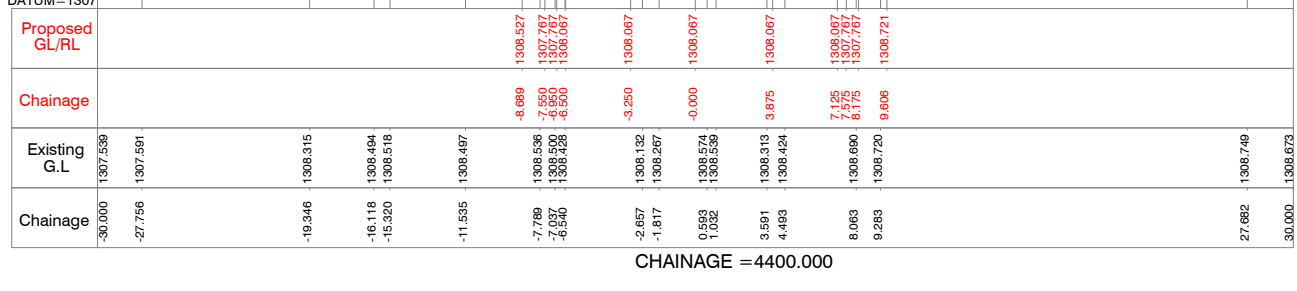 DATUM=1307
Proposed GL/RL 1308.527 1307.767 1307.767 1308.067 1308.067 1308.067 1308.067 1308.067 1307.767 1307.767 1308.721
Chainage -8.689 -7.550 -6.950 -6.500 -3.250 -0.000 3.875 7.125 7.575 8.175 9.606
Existing G.L 1307.539 1307.591 1308.315 1308.494 1308.518 1308.497 1308.536 1308.500 1308.428 1308.132 1308.267 1308.574 1308.539 1308.313 1308.424 1308.690 1308.720 1308.749 1308.673
Chainage -30.000 -27.756 -19.346 -16.118 -15.320 -11.535 -7.789 -7.037 -6.540 -2.657 -1.817 0.593 1.032 3.591 4.493 8.063 9.283 27.682 30.000
CHAINAGE =4400.000